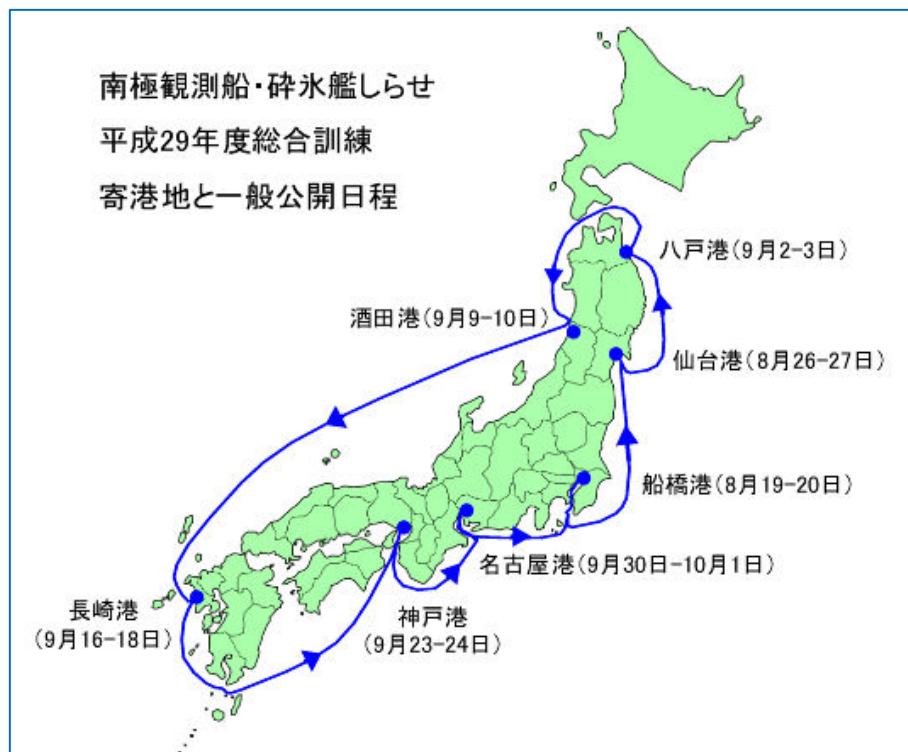 南極観測船・砕氷艦しらせ
平成29年度総合訓練
寄港地と一般公開日程
八戸港(9月2-3日)
酒田港(9月9-10日)
仙台港(8月26-27日)
船橋港(8月19-20日)
名古屋港(9月30日-10月1日)
長崎港
(9月16-18日)
神戸港
(9月23-24日)